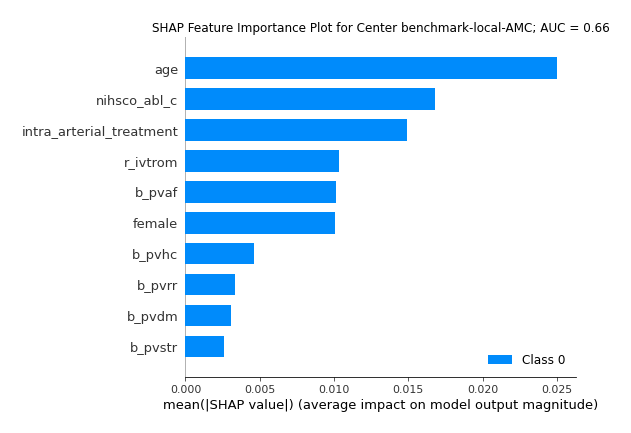 SHAP Feature Importance Plot for Center benchmark-local-AMC; AUC = 0.66
age
nihsco_abl_c
intra_arterial_treatment
r_ivtrom
b_pvaf
female
b_pvhc
b_pvrr
b_pvdm
b_pvstr
Class 0
0.000 0.005 0.010 0.015 0.020 0.025
mean(|SHAP value|) (average impact on model output magnitude)